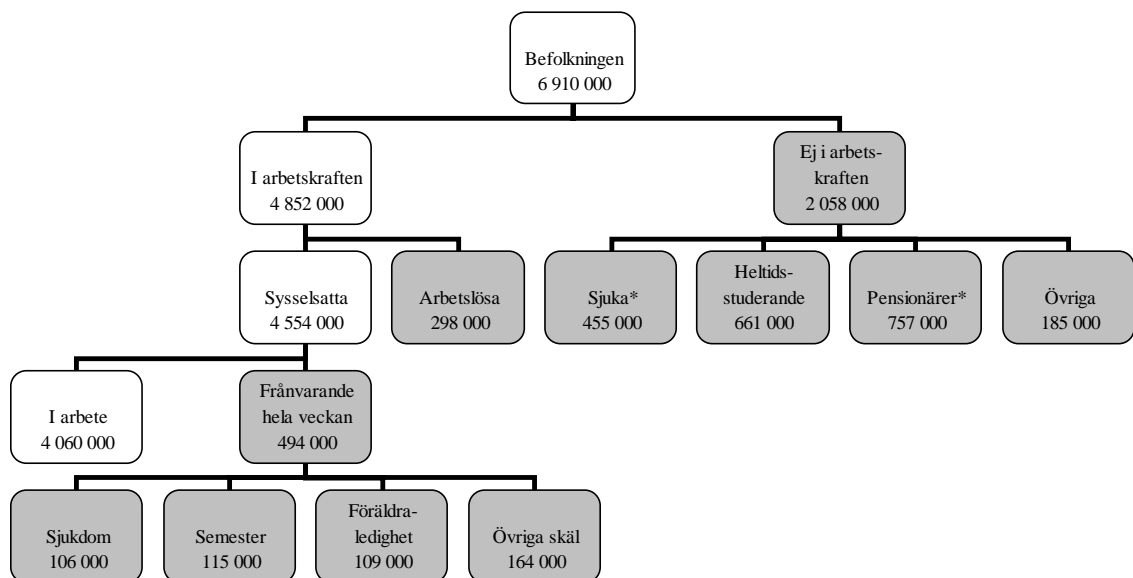 Befolkningen
6 910 000
I arbetskraften
4 852 000
Ej i arbets-
kraften
2 058 000
Sysselsatta
4 554 000
Arbetslösa
298 000
Sjuka*
455 000
Heltids-
studerande
661 000
Pensionärer*
757 000
Övriga
185 000
I arbete
4 060 000
Frånvarande
hela veckan
494 000
Sjukdom
106 000
Semester
115 000
Föräldra-
ledighet
109 000
Övriga skäl
164 000